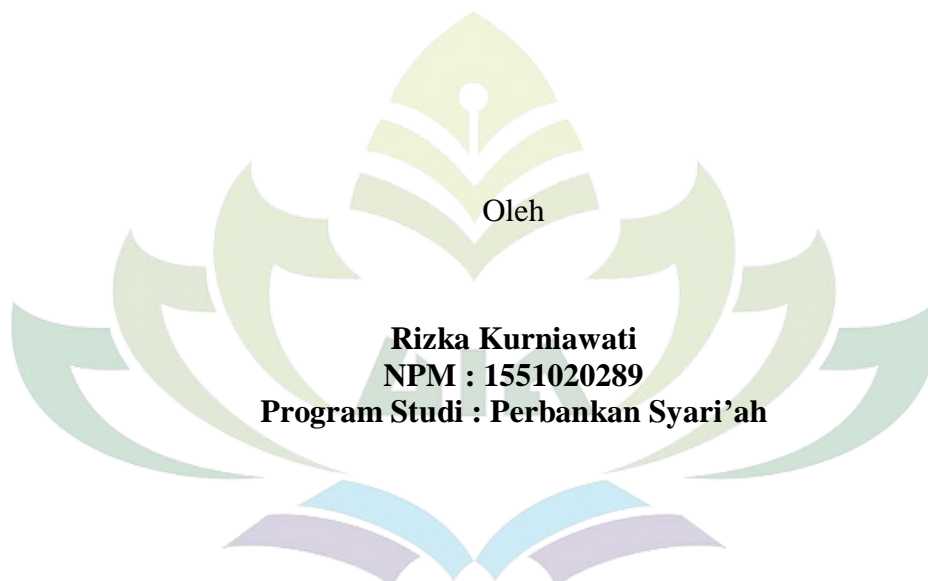 Oleh
Rizka Kurniawati
NPM : 1551020289
Program Studi : Perbankan Syari’ah